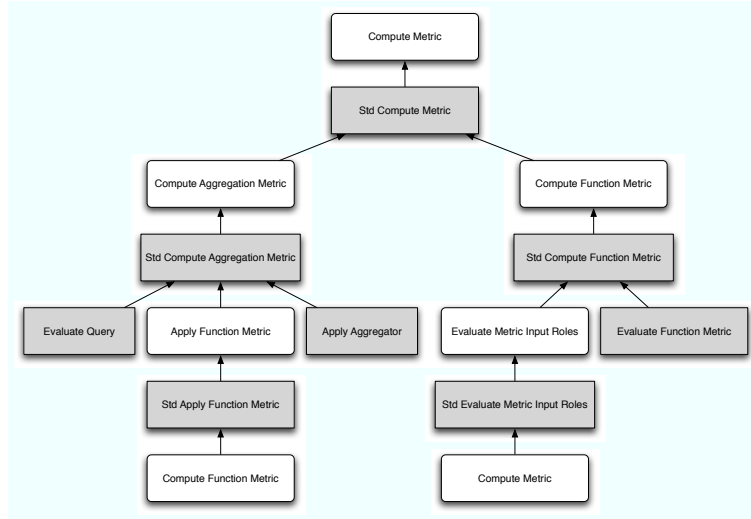 Compute Metric
Std Compute Metric
Compute Aggregation Metric
Compute Function Metric
Std Compute Aggregation Metric
Std Compute Function Metric
Evaluate Query
Apply Function Metric
Apply Aggregator
Evaluate Metric Input Roles
Evaluate Function Metric
Std Apply Function Metric
Std Evaluate Metric Input Roles
Compute Function Metric
Compute Metric